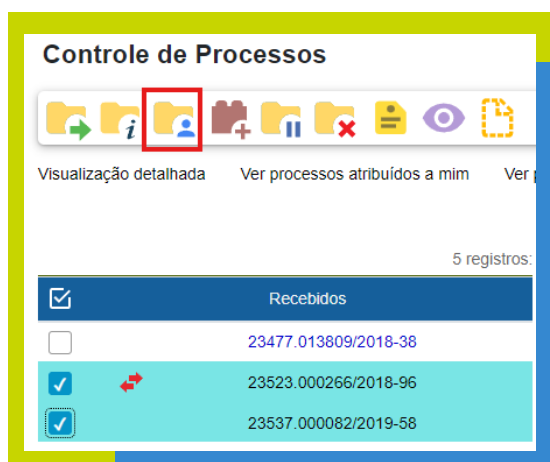 Controle de Processos
Visualização detalhada Ver processos atribuídos a mim Ver
5 registros:
Recebidos
23477.013809/2018-38
23523.000266/2018-96
23537.000082/2019-58